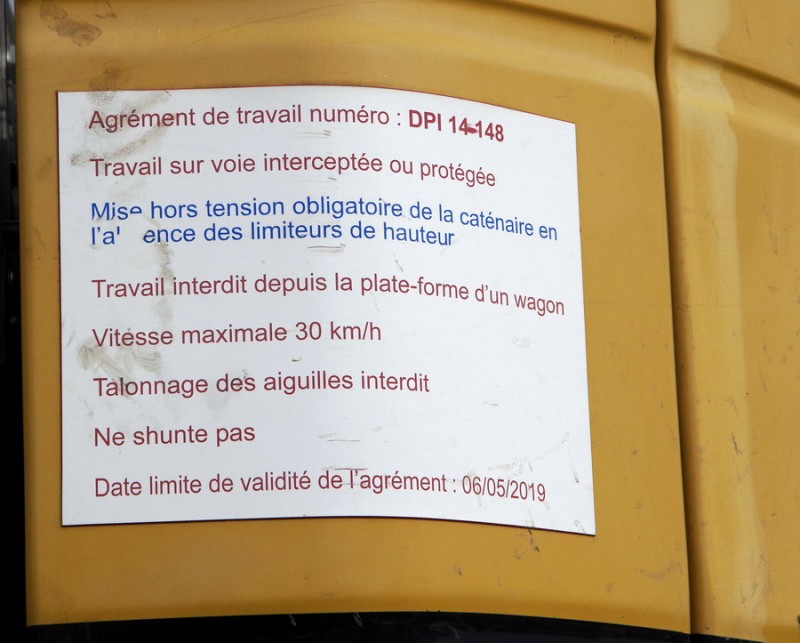 Agrément de travail numéro : DPI 14-148
Travail sur voie interceptée ou protégée
Mise hors tension obligatoire de la caténaire en
l'a' ence des limiteurs de hauteur
Travail interdit depuis la plate-forme d'un wagon
Vitesse maximale 30 km/h
Talonnage des aiguilles interdit
Ne shunte pas
Date limite de validité de l'agrément : 06/05/2019